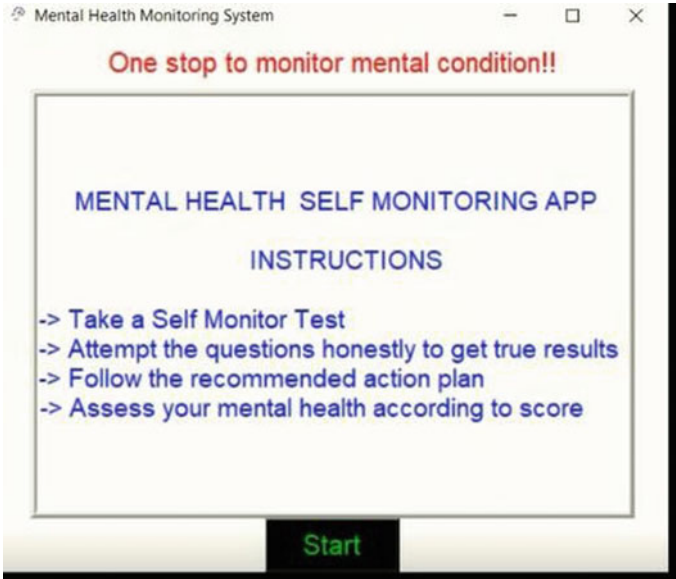 Mental Health Monitoring System
One stop to monitor mental condition!!
MENTAL HEALTH SELF MONITORING APP
INSTRUCTIONS
-> Take a Self Monitor Test
-> Attempt the questions honestly to get true results
-> Follow the recommended action plan
-> Assess your mental health according to score
Start